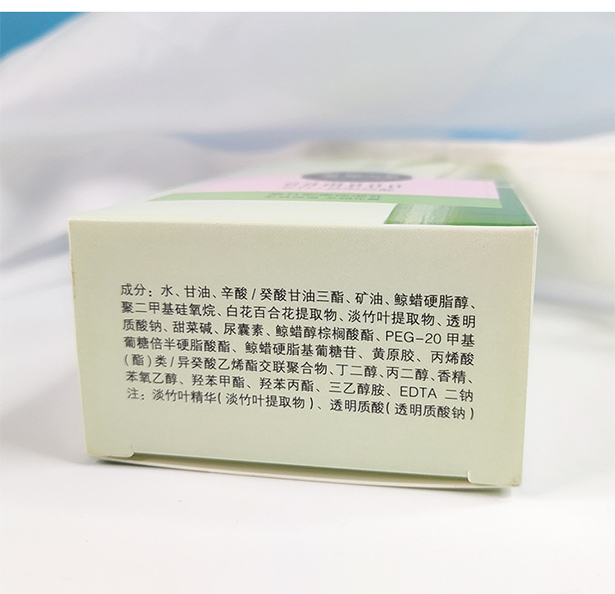 成分：水、甘油、辛酸/癸酸甘油三酯、矿油、鲸蜡硬脂醇、
聚二甲基硅氧烷、白花百合花提取物、淡竹叶提取物、透明
质酸钠、甜菜碱、尿囊素、鲸蜡醇棕榈酸酯、PEG-20 甲基
葡糖倍半硬脂酸酯、鲸蜡硬脂基葡糖苷、黄原胶、丙烯酸
(酯)类/异癸酸乙烯酯交联聚合物、丁二醇、丙二醇、香精、
苯氧乙醇、羟苯甲酯、羟苯丙酯、三乙醇胺、EDTA 二钠
注：淡竹叶精华(淡竹叶提取物)、透明质酸(透明质酸钠)